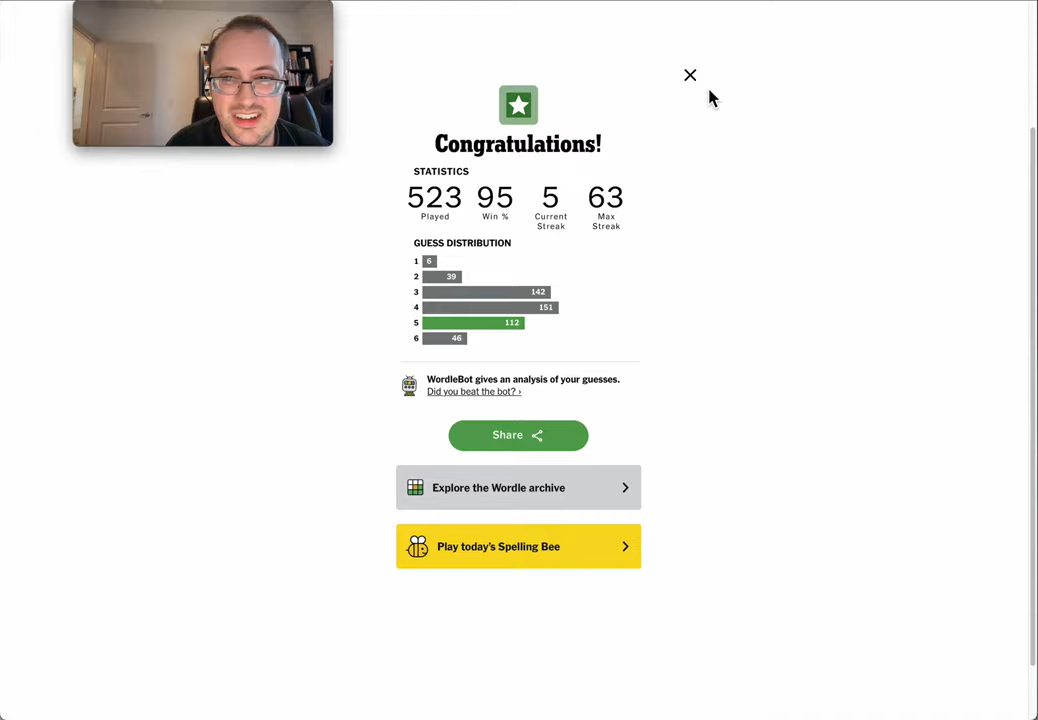 Congratulations!
STATISTICS
523 95 5 63
Played Win % Current Streak Max Streak
GUESS DISTRIBUTION
1 6
2 39
3 142
4 151
5 112
6 46
WordleBot gives an analysis of your guesses.
Did you beat the bot? ›
Share
Explore the Wordle archive
Play today's Spelling Bee